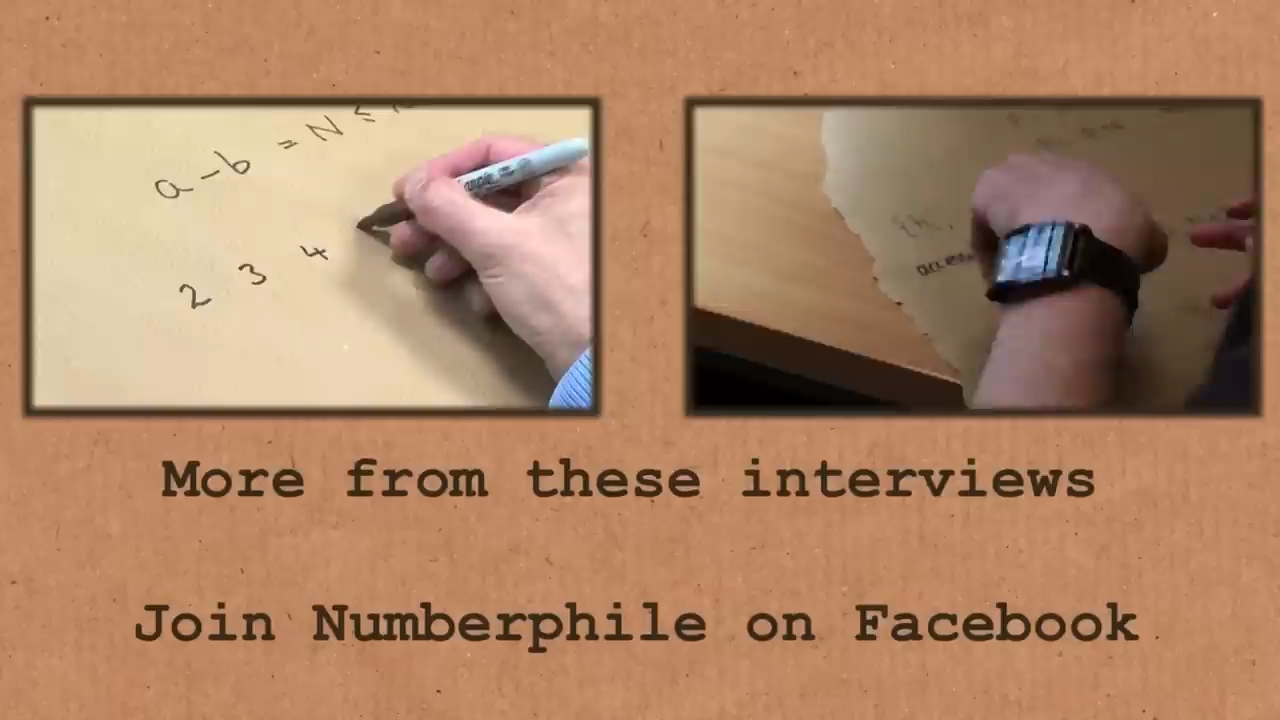 a - b = N ≤
2 3 4
More from these interviews
Join Numberphile on Facebook